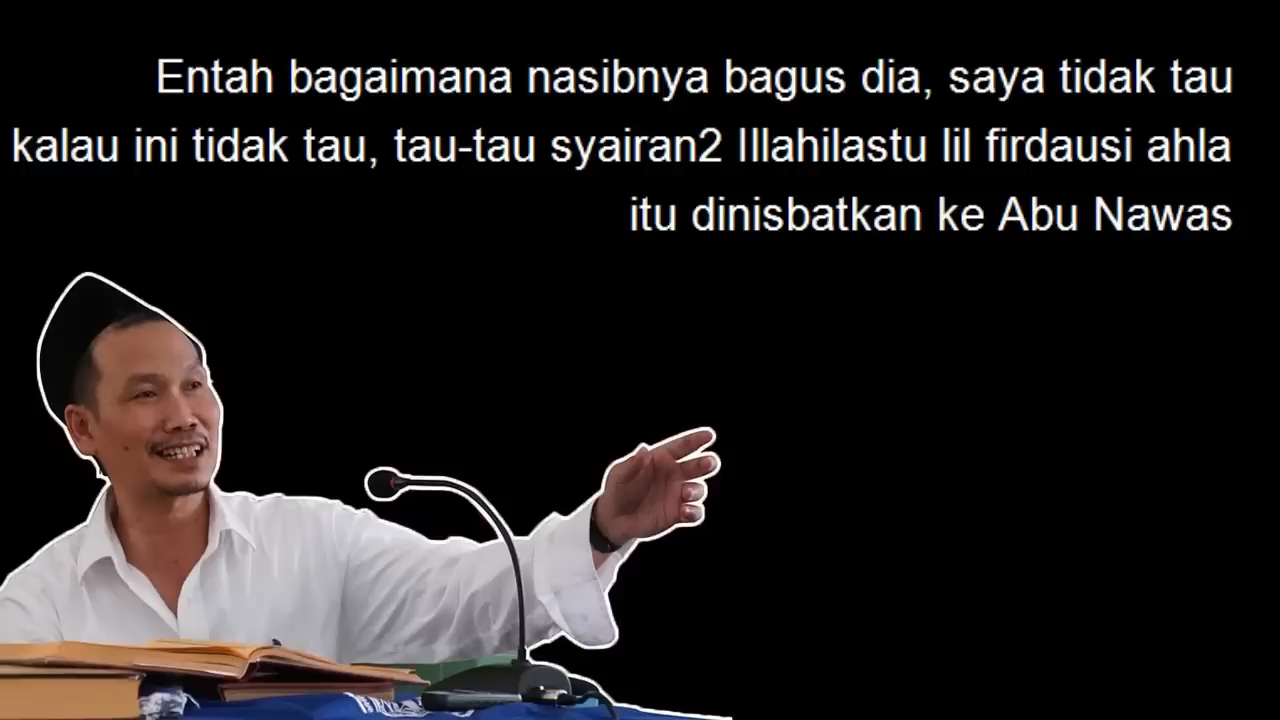 Entah bagaimana nasibnya bagus dia, saya tidak tau
kalau ini tidak tau, tau-tau syairan2 Illahilastu lil firdausi ahla
itu dinisbatkan ke Abu Nawas